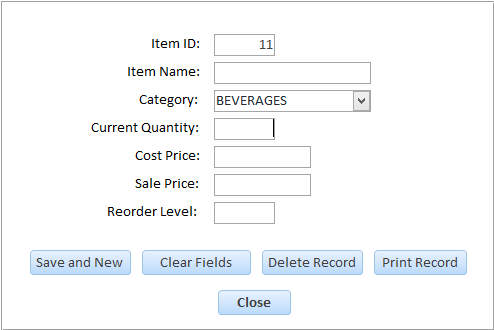 Item ID: 11
Item Name:
Category: BEVERAGES
Current Quantity:
Cost Price:
Sale Price:
Reorder Level:
Save and New Clear Fields Delete Record Print Record
Close